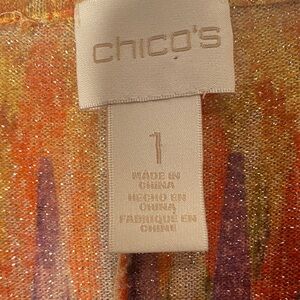 chico's
1
MADE IN
CHINA
HECHO EN
CHINA
FABRIQUÉ EN
CHINE